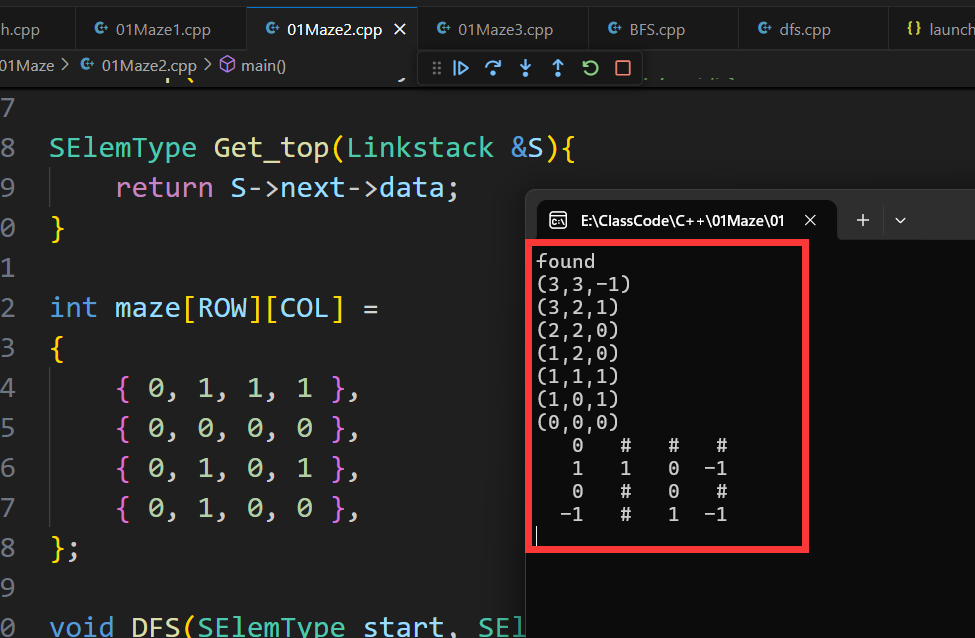 h.cpp 01Maze1.cpp 01Maze2.cpp 01Maze3.cpp BFS.cpp dfs.cpp {} launch
01Maze > 01Maze2.cpp > main()
7
8 SElemType Get_top(Linkstack &S){
9 return S->next->data;
0 }
1
2 int maze[ROW][COL] =
3 {
4 { 0, 1, 1, 1 },
5 { 0, 0, 0, 0 },
6 { 0, 1, 0, 1 },
7 { 0, 1, 0, 0 },
8 };
9
0 void DFS(SElemType start, SEl
E:\ClassCode\C++\01Maze\01
found
(3,3,-1)
(3,2,1)
(2,2,0)
(1,2,0)
(1,1,1)
(1,0,1)
(0,0,0)
0 # # #
1 1 0 -1
0 # 0 #
-1 # 1 -1